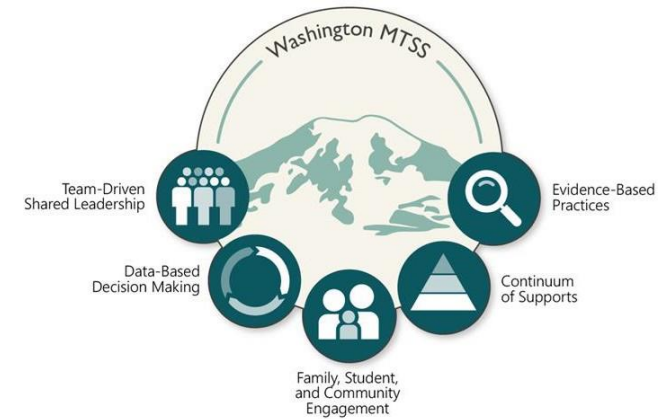 Washington MTSS
Team-Driven
Shared Leadership
Evidence-Based
Practices
Data-Based
Decision Making
Continuum
of Supports
Family, Student,
and Community
Engagement